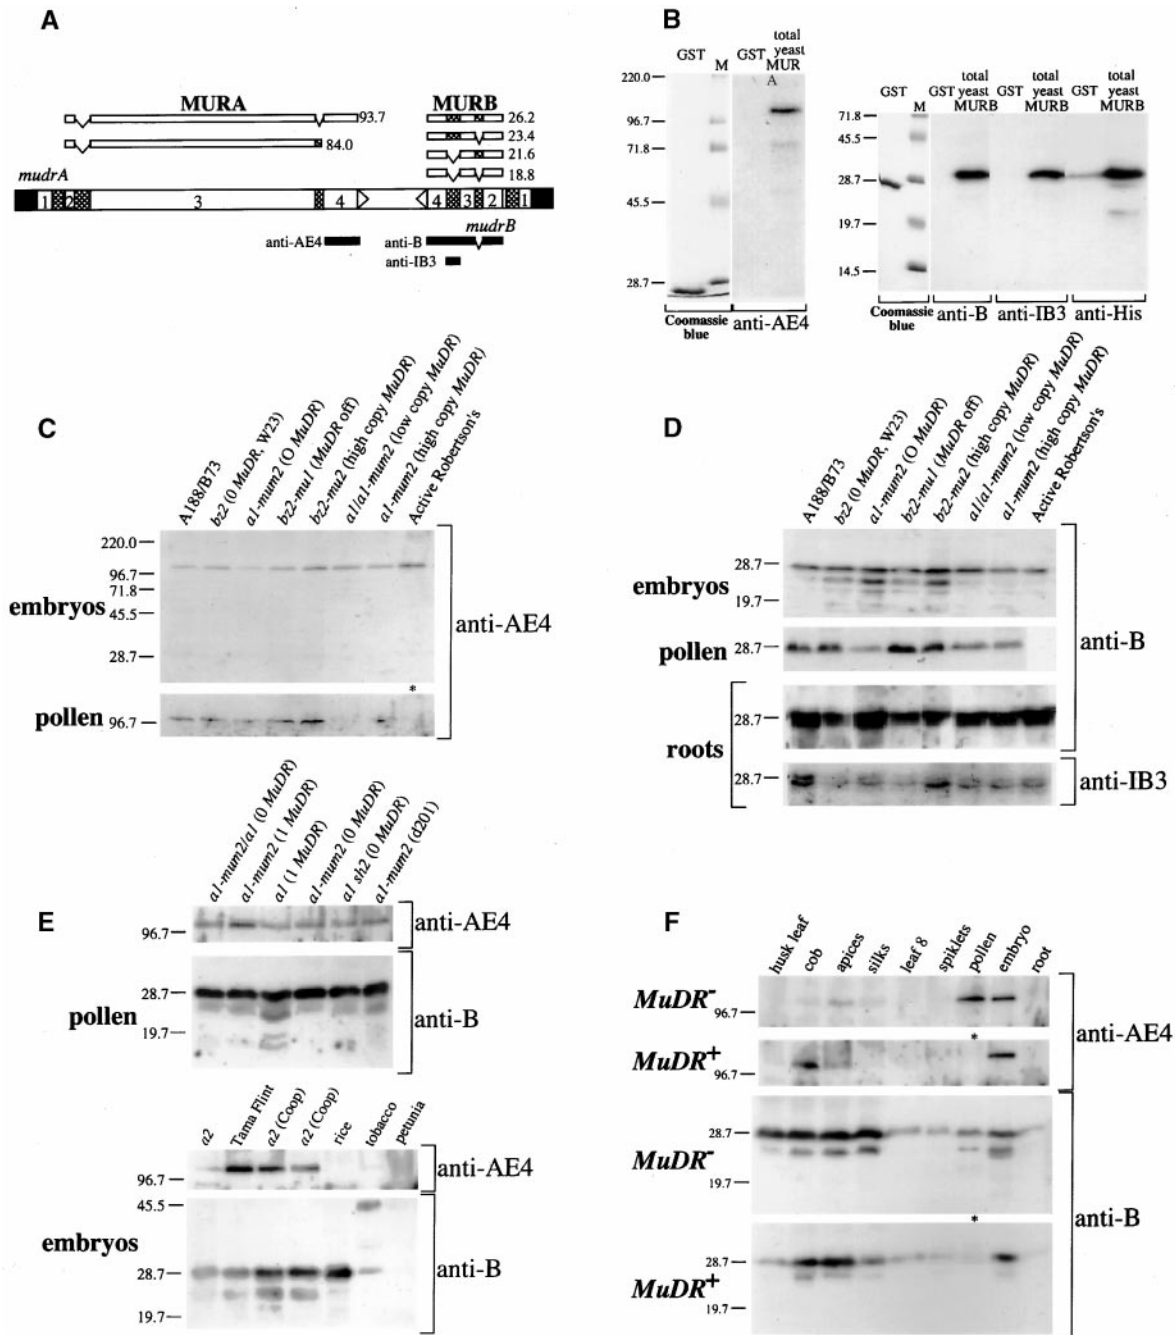 A
MURA
MURB
93.7
84.0
26.2
23.4
21.6
18.8
mudrA
1 2 3 4 4 3 2 1
mudrB
anti-AE4
anti-B
anti-IB3
B
GST
M
GST
total
yeast
MUR
A
220.0
96.7
71.8
45.5
28.7
Coomassie
blue
anti-AE4
GST
M
GST
total
yeast
MURB
GST
total
yeast
MURB
GST
total
yeast
MURB
71.8
45.5
28.7
19.7
14.5
Coomassie
blue
anti-B
anti-IB3
anti-His
C
A188/B73
bz2 (0 MuDR, W23)
a1-mum2 (O MuDR)
bz2-mu1 (MuDR off)
bz2-mu2 (high copy MuDR)
a1/a1-mum2 (low copy MuDR)
a1-mum2 (high copy MuDR)
Active Robertson's
embryos
220.0
96.7
71.8
45.5
28.7
anti-AE4
*
pollen
96.7
D
A188/B73
bz2 (0 MuDR, W23)
a1-mum2 (O MuDR)
bz2-mu1 (MuDR off)
bz2-mu2 (high copy MuDR)
a1/a1-mum2 (low copy MuDR)
a1-mum2 (high copy MuDR)
Active Robertson's
embryos
28.7
19.7
anti-B
pollen
28.7
roots
28.7
28.7
anti-IB3
E
a1-mum2/a1 (0 MuDR)
a1-mum2 (1 MuDR)
a1 (1 MuDR)
a1-mum2 (0 MuDR)
a1 sh2 (0 MuDR)
a1-mum2 (d201)
96.7
anti-AE4
pollen
28.7
19.7
anti-B
a2
Tama Flint
a2 (Coop)
a2 (Coop)
rice
tobacco
petunia
96.7
anti-AE4
embryos
45.5
28.7
19.7
anti-B
F
husk leaf
cob
apices
silks
leaf 8
spiklets
pollen
embryo
root
MuDR-
96.7
anti-AE4
*
MuDR+
96.7
MuDR-
28.7
19.7
anti-B
*
MuDR+
28.7
19.7